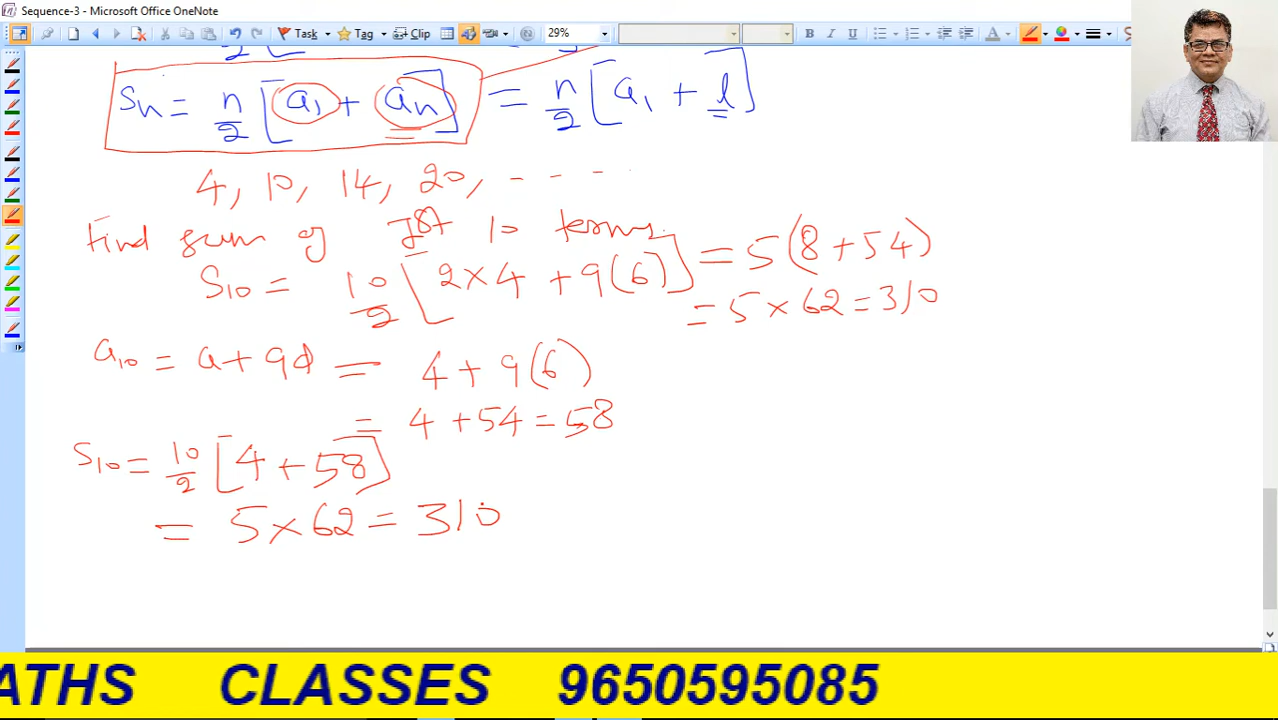 Sequence-3 - Microsoft Office OneNote
Task Tag Clip 29% B I U A
Sn = n/2 [a1 + an] = n/2 [a1 + l]
4, 10, 14, 20, - - -
Find sum of Ist 10 terms.
S10 = 10/2 [2×4 + 9(6)] = 5(8+54)
= 5×62=310
a10 = a+9d = 4+9(6)
= 4+54=58
S10= 10/2 [4+58]
= 5×62=310
ATHS CLASSES 9650595085